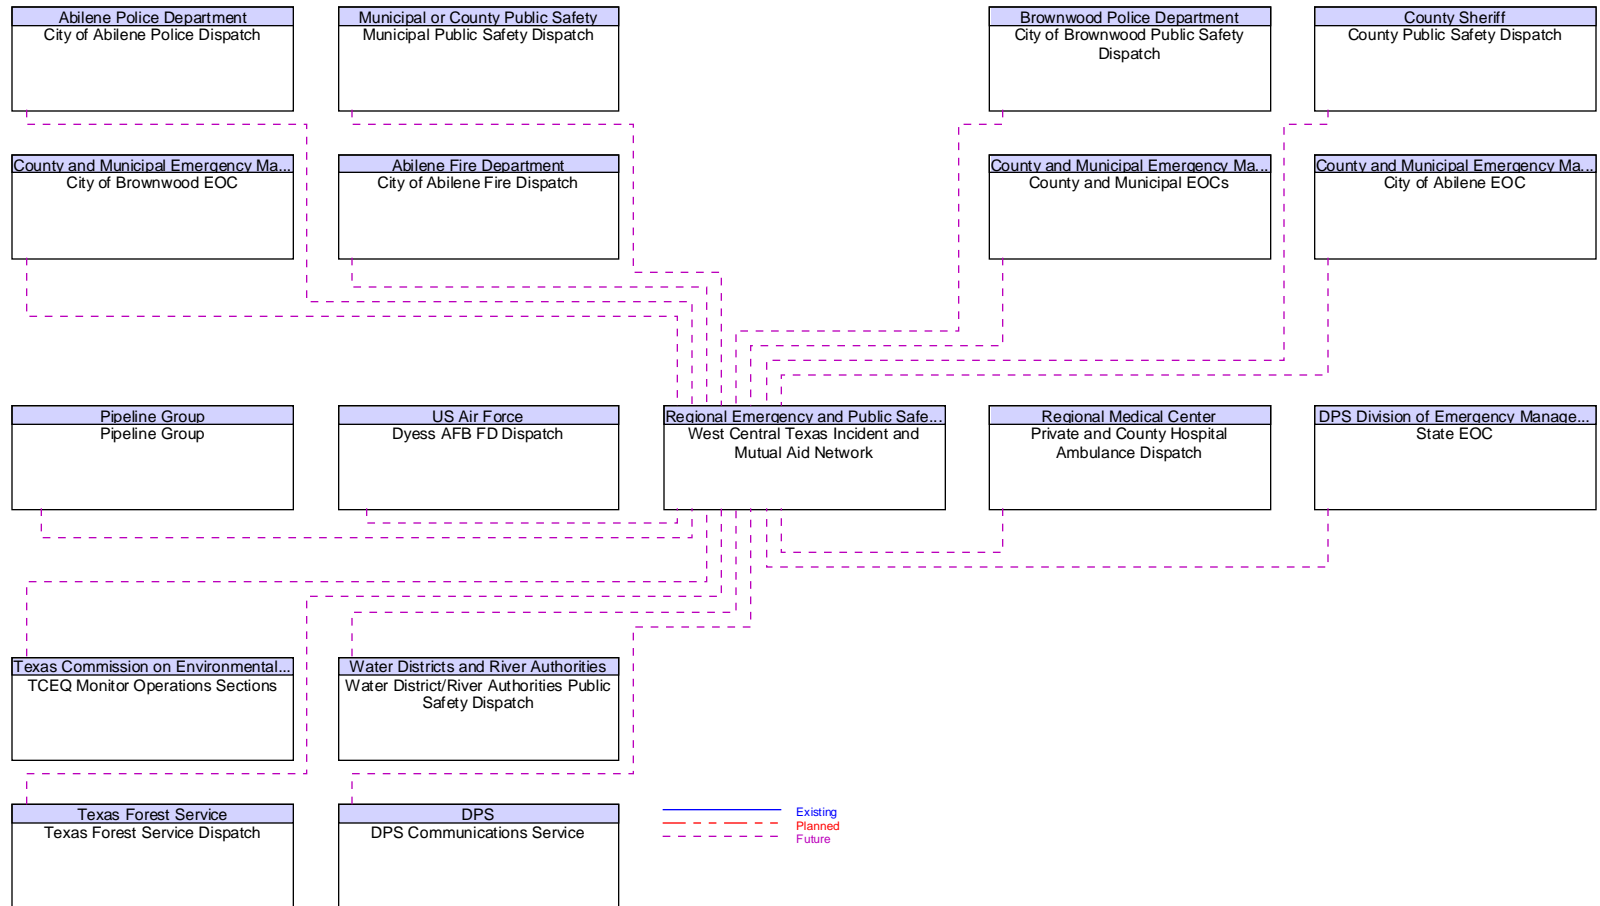 Abilene Police Department
City of Abilene Police Dispatch
Municipal or County Public Safety
Municipal Public Safety Dispatch
Brownwood Police Department
City of Brownwood Public Safety
Dispatch
County Sheriff
County Public Safety Dispatch
County and Municipal Emergency Ma...
City of Brownwood EOC
Abilene Fire Department
City of Abilene Fire Dispatch
County and Municipal Emergency Ma...
County and Municipal EOCs
County and Municipal Emergency Ma...
City of Abilene EOC
Pipeline Group
Pipeline Group
US Air Force
Dyess AFB FD Dispatch
Regional Emergency and Public Safe...
West Central Texas Incident and
Mutual Aid Network
Regional Medical Center
Private and County Hospital
Ambulance Dispatch
DPS Division of Emergency Manage...
State EOC
Texas Commission on Environmental...
TCEQ Monitor Operations Sections
Water Districts and River Authorities
Water District/River Authorities Public
Safety Dispatch
Texas Forest Service
Texas Forest Service Dispatch
DPS
DPS Communications Service
Existing
Planned
Future